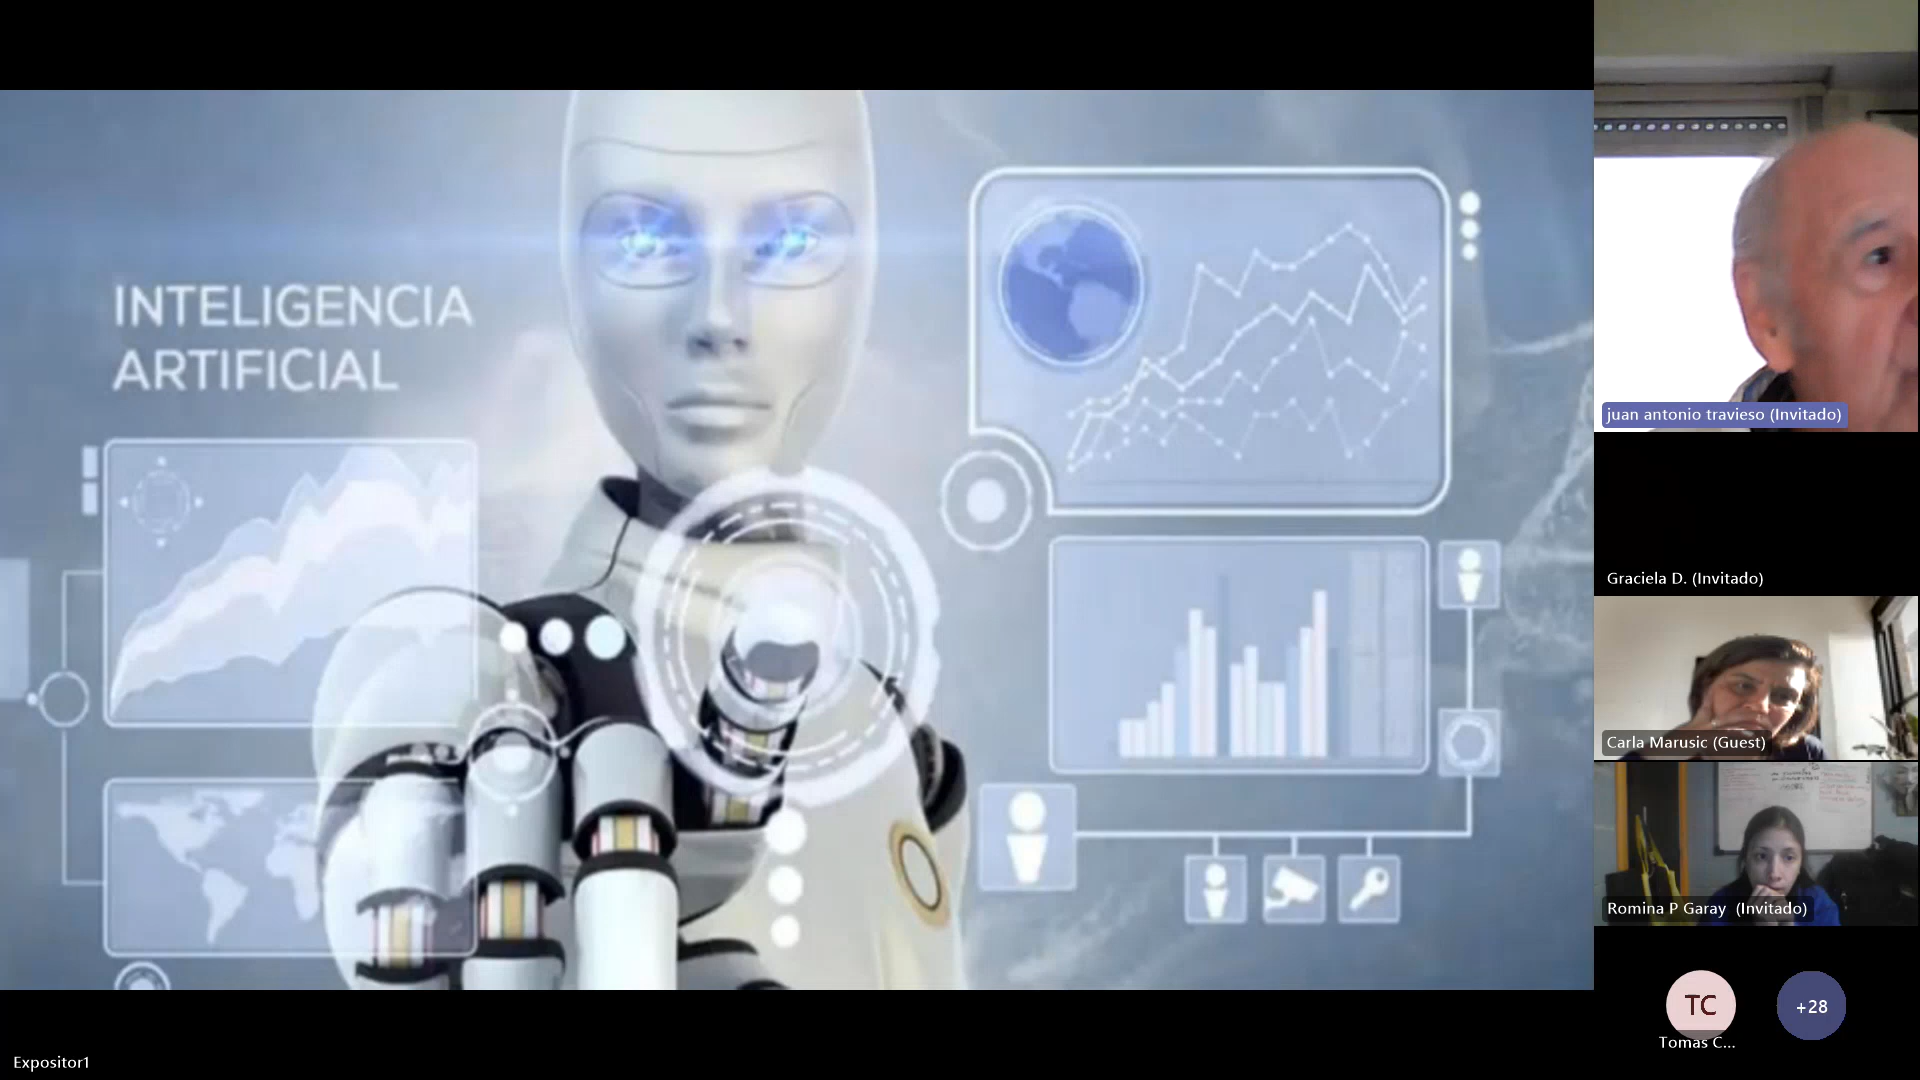 INTELIGENCIA
ARTIFICIAL
juan antonio travieso (Invitado)
Graciela D. (Invitado)
Carla Marusic (Guest)
Romina P Garay (Invitado)
TC
+28
Tomas C...
Expositor1